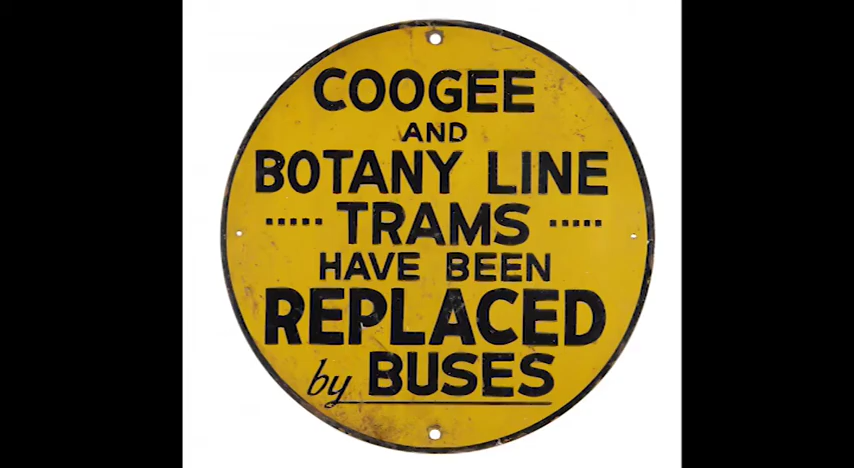 COOGEE
AND
BOTANY LINE
..... TRAMS .....
HAVE BEEN
REPLACED
by BUSES